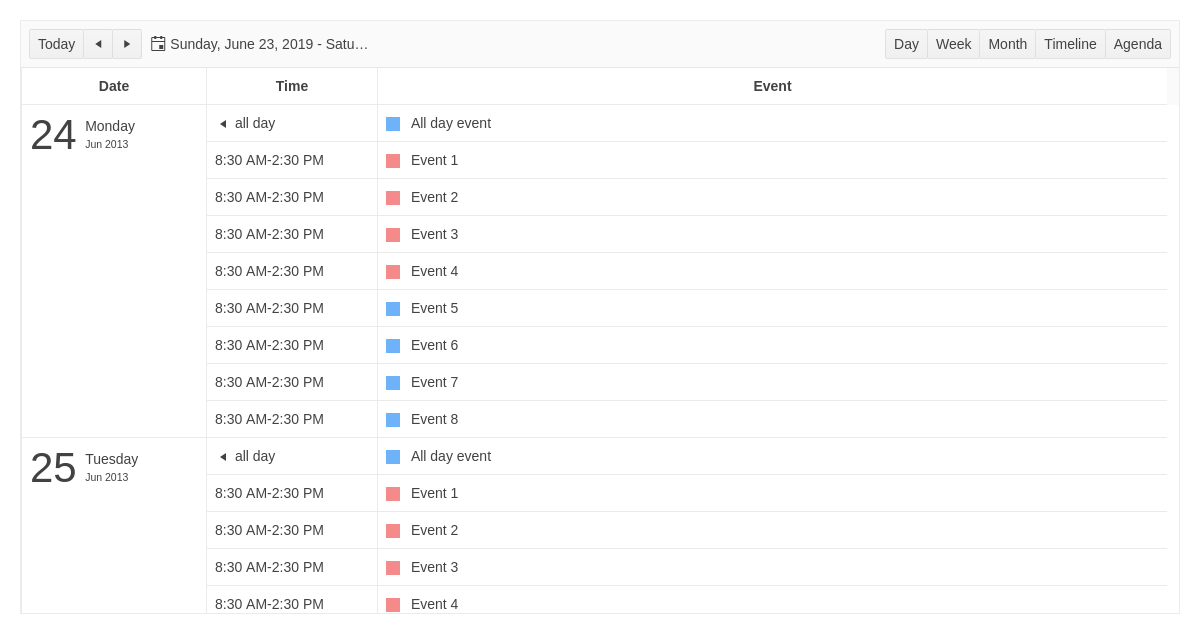 Today Sunday, June 23, 2019 - Satu… Day Week Month Timeline Agenda
Date Time Event
24 Monday
Jun 2013
all day All day event
8:30 AM-2:30 PM Event 1
8:30 AM-2:30 PM Event 2
8:30 AM-2:30 PM Event 3
8:30 AM-2:30 PM Event 4
8:30 AM-2:30 PM Event 5
8:30 AM-2:30 PM Event 6
8:30 AM-2:30 PM Event 7
8:30 AM-2:30 PM Event 8
25 Tuesday
Jun 2013
all day All day event
8:30 AM-2:30 PM Event 1
8:30 AM-2:30 PM Event 2
8:30 AM-2:30 PM Event 3
8:30 AM-2:30 PM Event 4